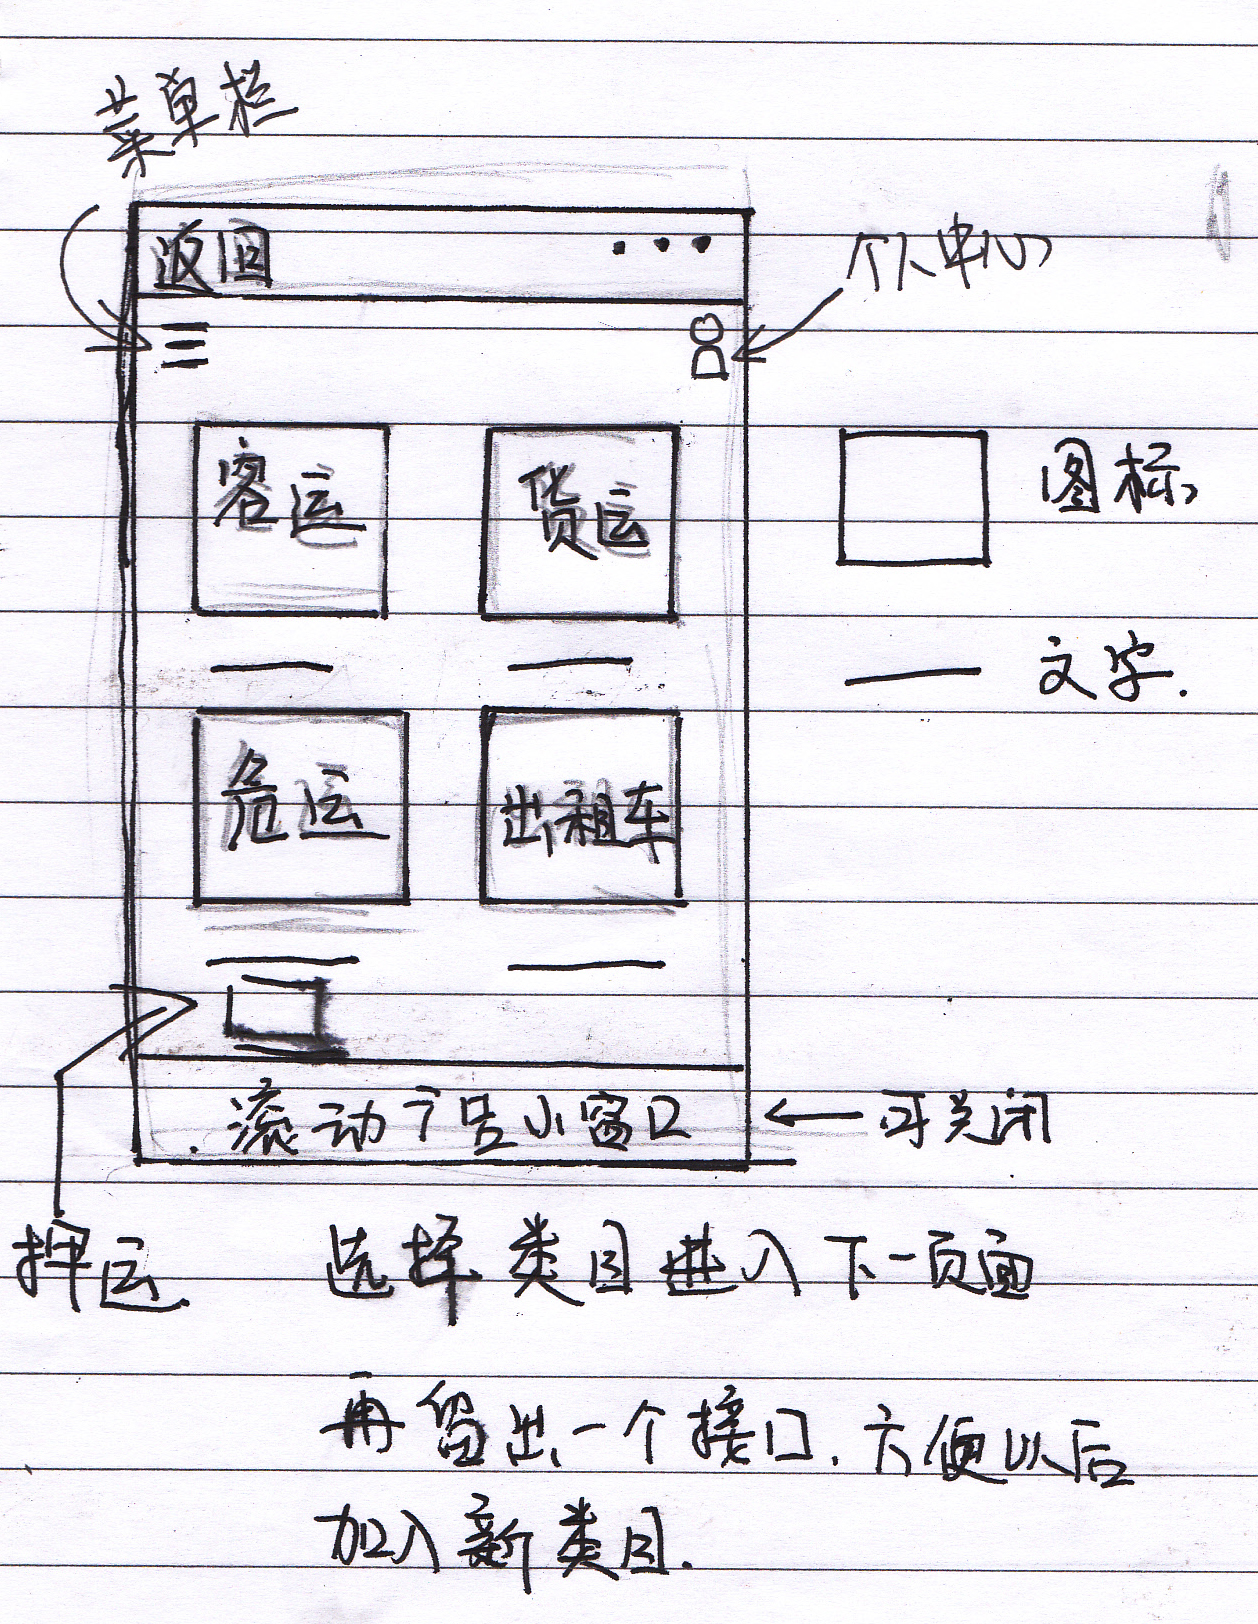 菜单栏
返回
个人中心
客运
货运
图标
文字.
危运
出租车
滚动广告小窗口
可关闭
押运
选择类目进入下一页面
再留出一个接口.方便以后
加入新类目.